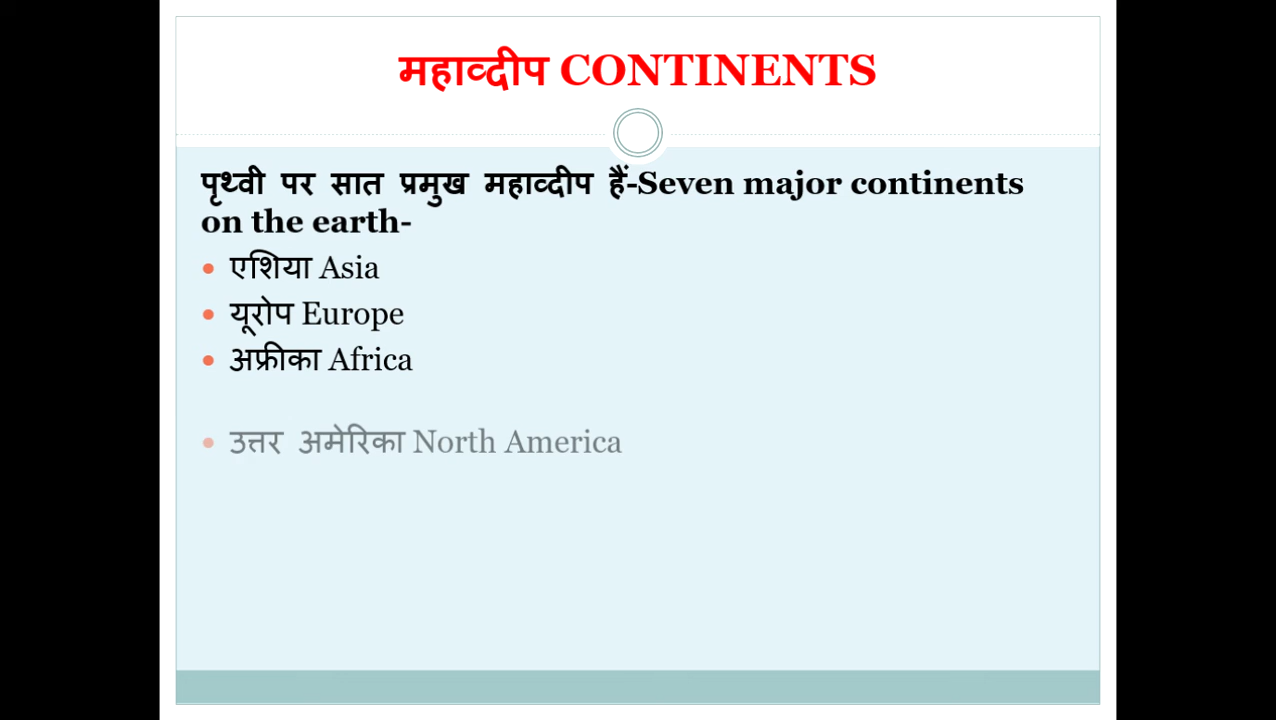 महाव्दीप CONTINENTS
पृथ्वी पर सात प्रमुख महाव्दीप हैं-Seven major continents
on the earth-
• एशिया Asia
• यूरोप Europe
• अफ्रीका Africa
• उत्तर अमेरिका North America